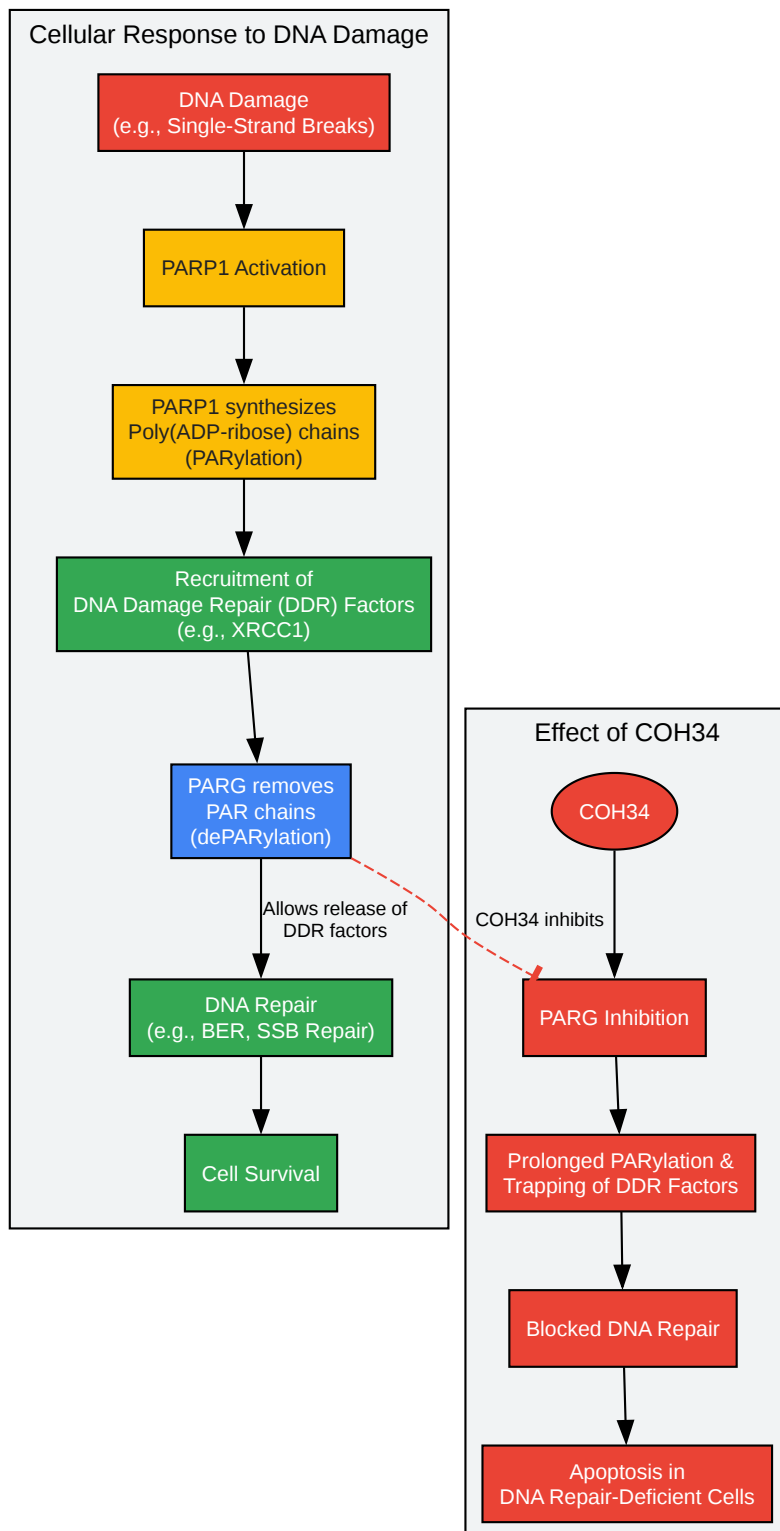 Cellular Response to DNA Damage
DNA Damage
(e.g., Single-Strand Breaks)
PARP1 Activation
PARP1 synthesizes
Poly(ADP-ribose) chains
(PARylation)
Recruitment of
DNA Damage Repair (DDR) Factors
(e.g., XRCC1)
PARG removes
PAR chains
(dePARylation)
Allows release of
DDR factors
DNA Repair
(e.g., BER, SSB Repair)
Cell Survival
Effect of COH34
COH34
COH34 inhibits
PARG Inhibition
Prolonged PARylation &
Trapping of DDR Factors
Blocked DNA Repair
Apoptosis in
DNA Repair-Deficient Cells